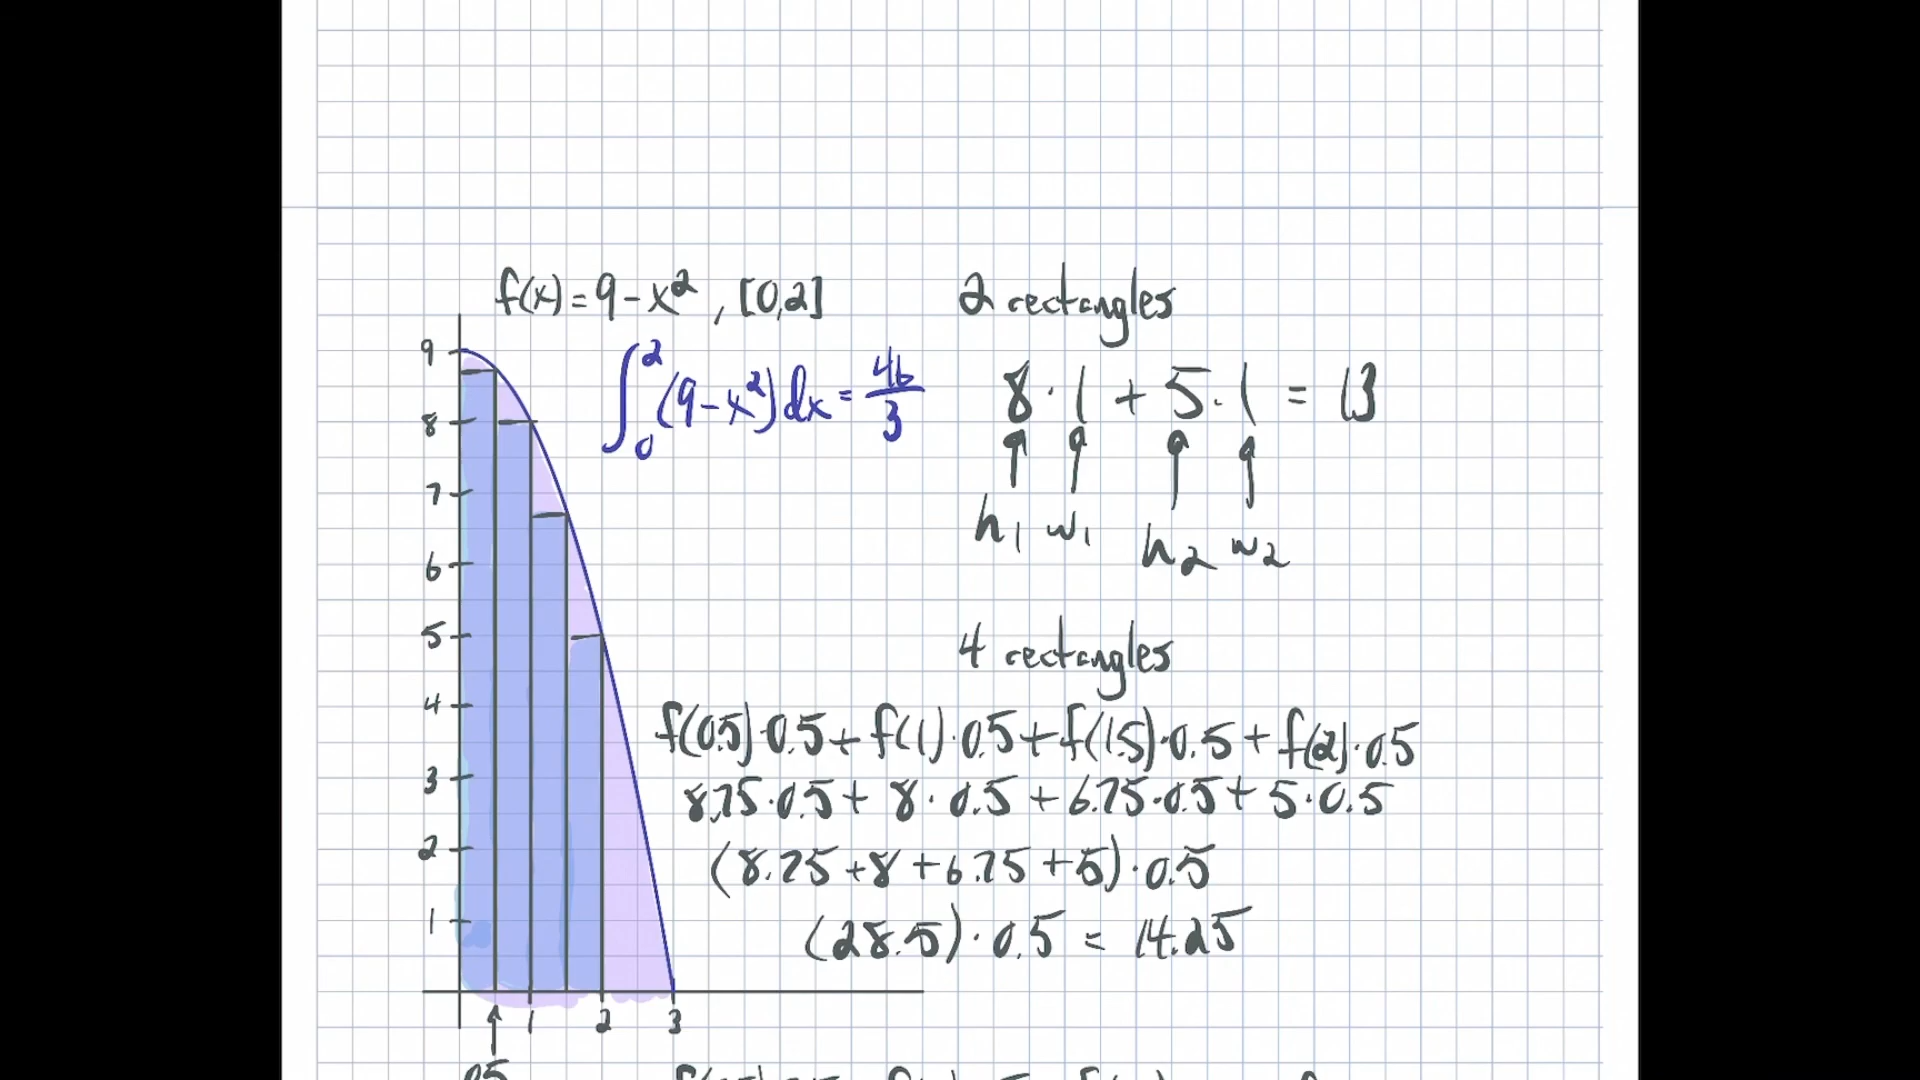 f(x) = 9 - x², [0,2]
∫₀² (9-x²) dx = 46/3
2 rectangles
8 · 1 + 5 · 1 = 13
h₁ w₁ h₂ w₂
4 rectangles
f(0.5)·0.5 + f(1)·0.5 + f(1.5)·0.5 + f(2)·0.5
8.75·0.5 + 8·0.5 + 6.75·0.5 + 5·0.5
(8.75 + 8 + 6.75 + 5)·0.5
(28.5)·0.5 = 14.25
9
8
7
6
5
4
3
2
1
1 2 3